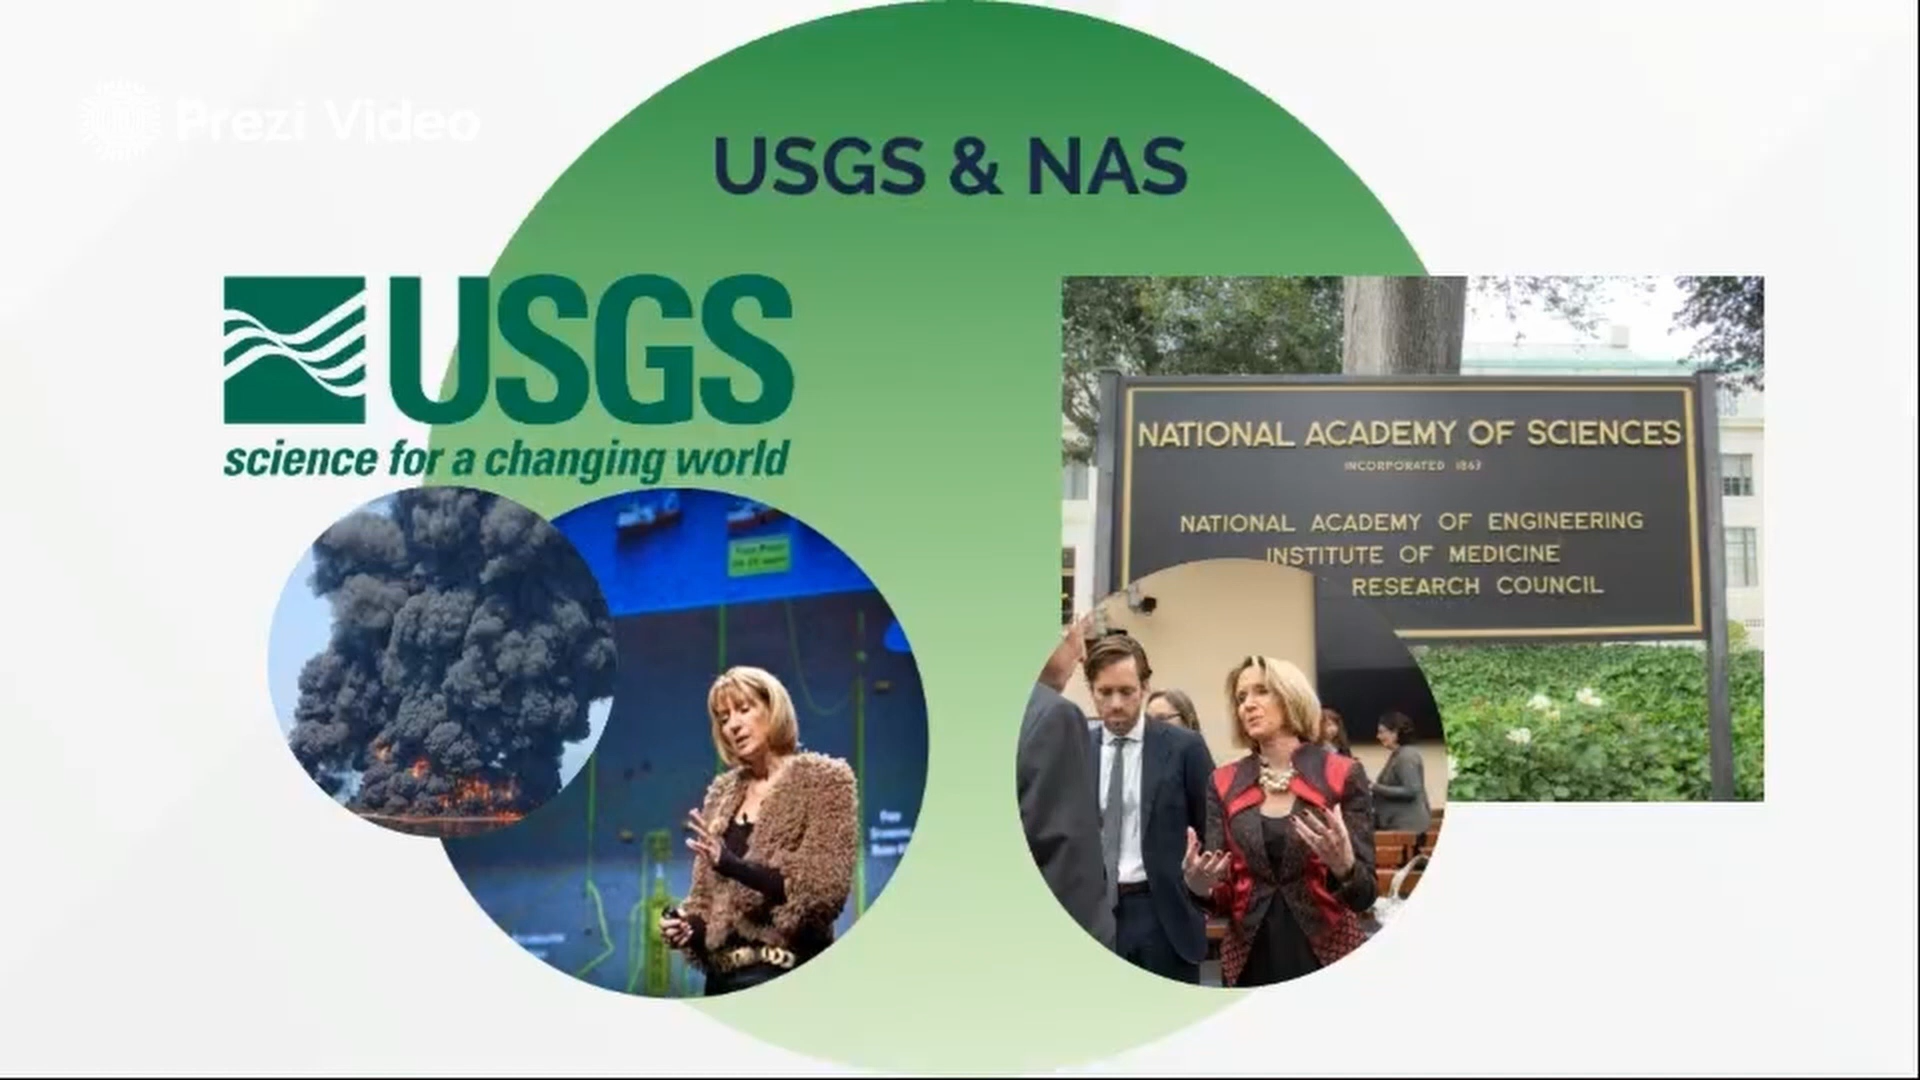 Prezi Video
USGS & NAS
USGS
science for a changing world
NATIONAL ACADEMY OF SCIENCES
INCORPORATED 1863
NATIONAL ACADEMY OF ENGINEERING
INSTITUTE OF MEDICINE
RESEARCH COUNCIL